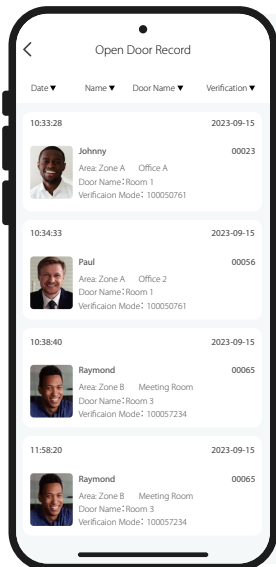 Open Door Record
Date▼ Name▼ Door Name▼ Verification▼
10:33:28 2023-09-15
Johnny 00023
Area: Zone A Office A
Door Name:Room 1
Verificaion Mode: 100050761
10:34:33 2023-09-15
Paul 00056
Area: Zone A Office 2
Door Name:Room 1
Verificaion Mode: 100050761
10:38:40 2023-09-15
Raymond 00065
Area: Zone B Meeting Room
Door Name:Room 3
Verificaion Mode: 100057234
11:58:20 2023-09-15
Raymond 00065
Area: Zone B Meeting Room
Door Name:Room 3
Verificaion Mode: 100057234